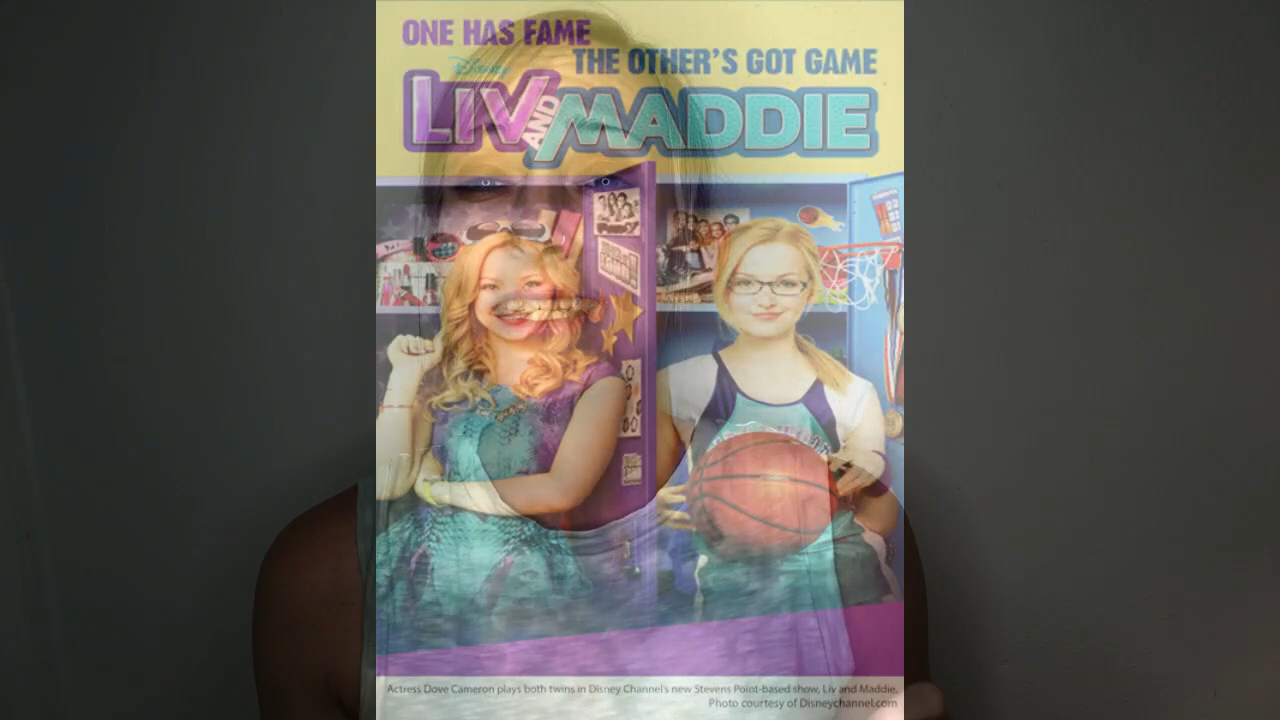 ONE HAS FAME
THE OTHER'S GOT GAME
Disney
LIV AND MADDIE
Actress Dove Cameron plays both twins in Disney Channel's new Stevens Point-based show, Liv and Maddie.
Photo courtesy of Disneychannel.com